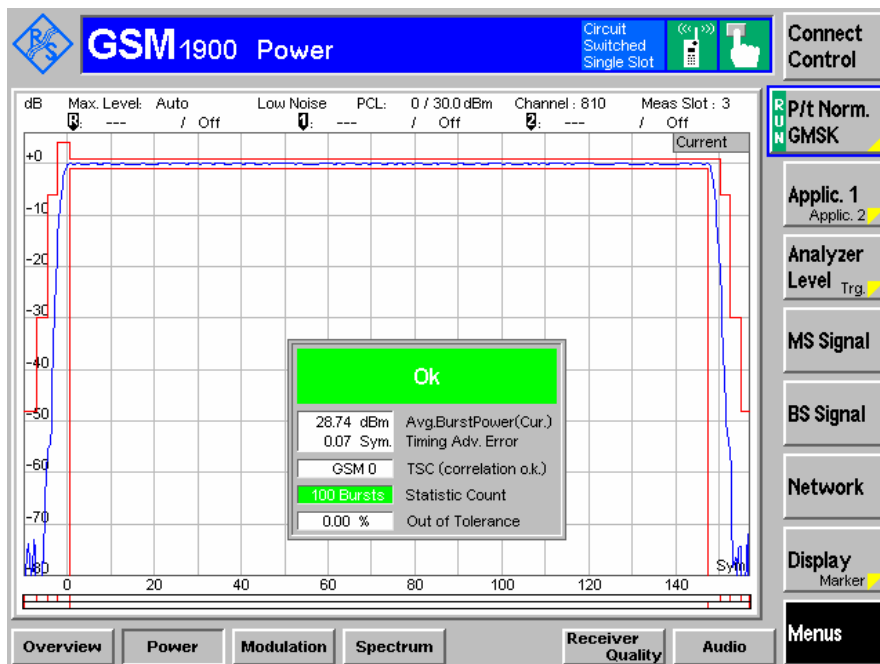 R S
GSM 1900 Power
Circuit
Switched
Single Slot
Connect
Control
dB Max. Level: Auto Low Noise PCL: 0 / 30.0 dBm Channel : 810 Meas Slot : 3
R: --- / Off 1: --- / Off 2: --- / Off
RUN
P/t Norm.
GMSK
Current
+0
-10
-20
-30
-40
-50
-60
-70
-80
Sym
0 20 40 60 80 100 120 140
Ok
28.74 dBm Avg.BurstPower(Cur.)
0.07 Sym. Timing Adv. Error
GSM 0 TSC (correlation o.k.)
100 Bursts Statistic Count
0.00 % Out of Tolerance
Applic. 1
Applic. 2
Analyzer
Level Trg.
MS Signal
BS Signal
Network
Display
Marker
Menus
Overview Power Modulation Spectrum Receiver Quality Audio